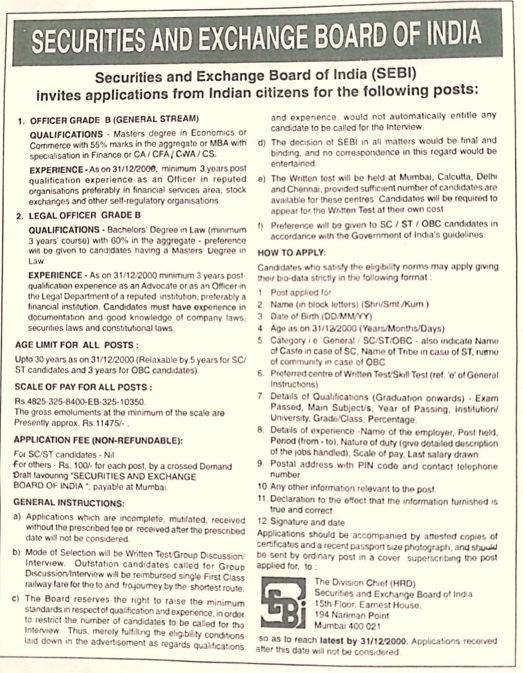 SECURITIES AND EXCHANGE BOARD OF INDIA
Securities and Exchange Board of India (SEBI)
invites applications from Indian citizens for the following posts:
1. OFFICER GRADE B (GENERAL STREAM)
QUALIFICATIONS - Masters degree in Economics or
Commerce with 55% marks in the aggregate or MBA with
specialisation in Finance or CA / CFA / CWA / CS.
EXPERIENCE - As on 31/12/2000, minimum 3 years post
qualification experience as an Officer in reputed
organisations preferably in financial services area, stock
exchanges and other self-regulatory organisations
2. LEGAL OFFICER GRADE B
QUALIFICATIONS - Bachelors' Degree in Law (minimum
3 years' course) with 60% in the aggregate - preference
will be given to candidates having a Masters' Degree in
Law.
EXPERIENCE - As on 31/12/2000 minimum 3 years post-
qualification experience as an Advocate or as an Officer in
the Legal Department of a reputed institution, preferably a
financial institution. Candidates must have experience in
documentation and good knowledge of company laws,
securities laws and constitutional laws.
AGE LIMIT FOR ALL POSTS :
Upto 30 years as on 31/12/2000 (Relaxable by 5 years for SC/
ST candidates and 3 years for OBC candidates).
SCALE OF PAY FOR ALL POSTS :
Rs.4825-325-8400-EB-325-10350.
The gross emoluments at the minimum of the scale are
Presently approx. Rs.11475/- .
APPLICATION FEE (NON-REFUNDABLE):
For SC/ST candidates - Nil
For others - Rs. 100/- for each post, by a crossed Demand
Draft favouring "SECURITIES AND EXCHANGE
BOARD OF INDIA ", payable at Mumbai.
GENERAL INSTRUCTIONS:
a) Applications which are incomplete, mutilated, received
without the prescribed fee or received after the prescribed
date will not be considered.
b) Mode of Selection will be Written Test/Group Discussion/
Interview. Outstation candidates called for Group
Discussion/Interview will be reimbursed single First Class
railway fare for the to and fro journey by the shortest route.
c) The Board reserves the right to raise the minimum
standards in respect of qualification and experience, in order
to restrict the number of candidates to be called for the
Interview. Thus, merely fulfilling the eligibility conditions
laid down in the advertisement as regards qualifications
and experience, would not automatically entitle any
candidate to be called for the Interview.
d) The decision of SEBI in all matters would be final and
binding, and no correspondence in this regard would be
entertained.
e) The Written test will be held at Mumbai, Calcutta, Delhi
and Chennai, provided sufficient number of candidates are
available for these centres. Candidates will be required to
appear for the Written Test at their own cost.
f) Preference will be given to SC / ST / OBC candidates in
accordance with the Government of India's guidelines.
HOW TO APPLY:
Candidates who satisfy the eligibility norms may apply giving
their bio-data strictly in the following format :
1 Post applied for
2. Name (in block letters) (Shri/Smt./Kum.)
3 Date of Birth (DD/MM/YY)
4 Age as on 31/12/2000 (Years/Months/Days)
5 Category i.e. General / SC/ST/OBC - also indicate Name
of Caste in case of SC, Name of Tribe in case of ST, name
of community in case of OBC
6. Preferred centre of Written Test/Skill Test (ref. 'e' of General
Instructions)
7. Details of Qualifications (Graduation onwards) - Exam
Passed, Main Subject/s, Year of Passing, Institution/
University, Grade/Class, Percentage.
8. Details of experience -Name of the employer, Post held,
Period (from - to), Nature of duty (give detailed description
of the jobs handled), Scale of pay, Last salary drawn
9. Postal address with PIN code and contact telephone
number
10. Any other information relevant to the post.
11. Declaration to the effect that the information furnished is
true and correct.
12. Signature and date
Applications should be accompanied by attested copies of
certificates and a recent passport size photograph, and should
be sent by ordinary post in a cover superscribing the post
applied for, to :
SEBI
The Division Chief (HRD)
Securities and Exchange Board of India
15th Floor, Earnest House,
194 Nariman Point
Mumbai 400 021
so as to reach latest by 31/12/2000. Applications received
after this date will not be considered.